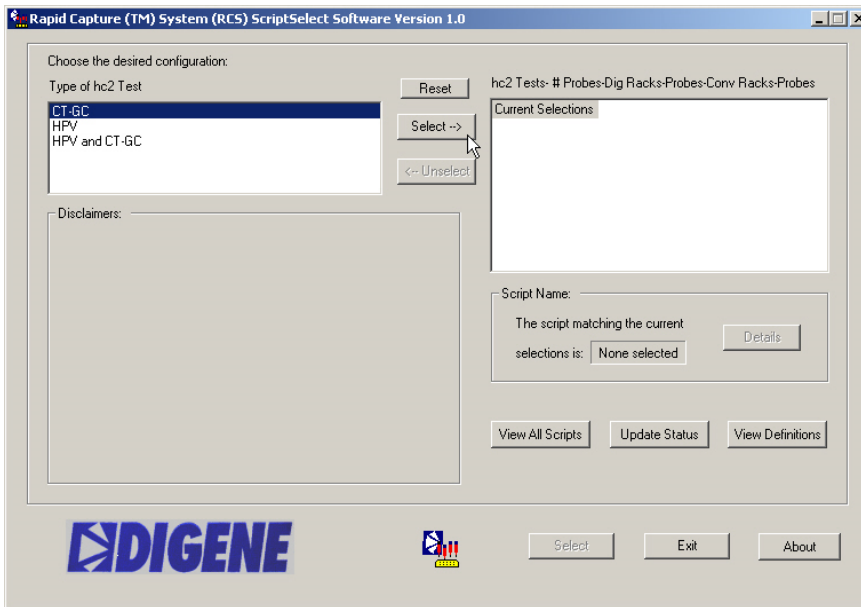 Rapid Capture (TM) System (RCS) ScriptSelect Software Version 1.0
Choose the desired configuration:
Type of hc2 Test
CT-GC
HPV
HPV and CT-GC
Reset
Select -->
<-- Unselect
hc2 Tests- # Probes-Dig Racks-Probes-Conv Racks-Probes
Current Selections
Disclaimers:
Script Name:
The script matching the current
selections is: None selected
Details
View All Scripts Update Status View Definitions
DIGENE
Select Exit About